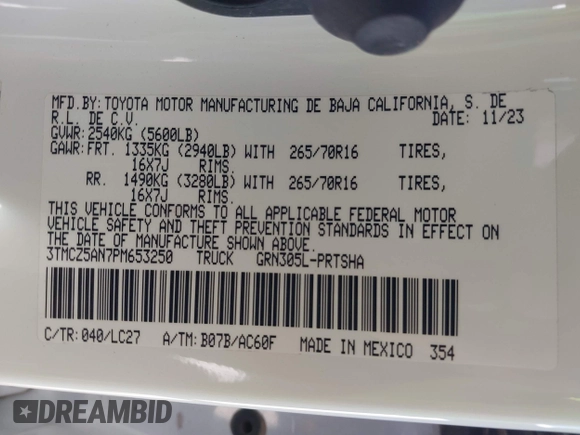 MFD.BY:TOYOTA MOTOR MANUFACTURING DE BAJA CALIFORNIA, S. DE
R.L. DE C.V. DATE: 11/23
GVWR:2540KG (5600LB)
GAWR:FRT. 1335KG (2940LB) WITH 265/70R16 TIRES,
16X7J RIMS.
RR. 1490KG (3280LB) WITH 265/70R16 TIRES,
16X7J RIMS.
THIS VEHICLE CONFORMS TO ALL APPLICABLE FEDERAL MOTOR
VEHICLE SAFETY AND THEFT PREVENTION STANDARDS IN EFFECT ON
THE DATE OF MANUFACTURE SHOWN ABOVE.
3TMCZ5AN7PM653250 TRUCK GRN305L-PRTSHA
C/TR:040/LC27 A/TM:B07B/AC60F MADE IN MEXICO 354
DREAMBID